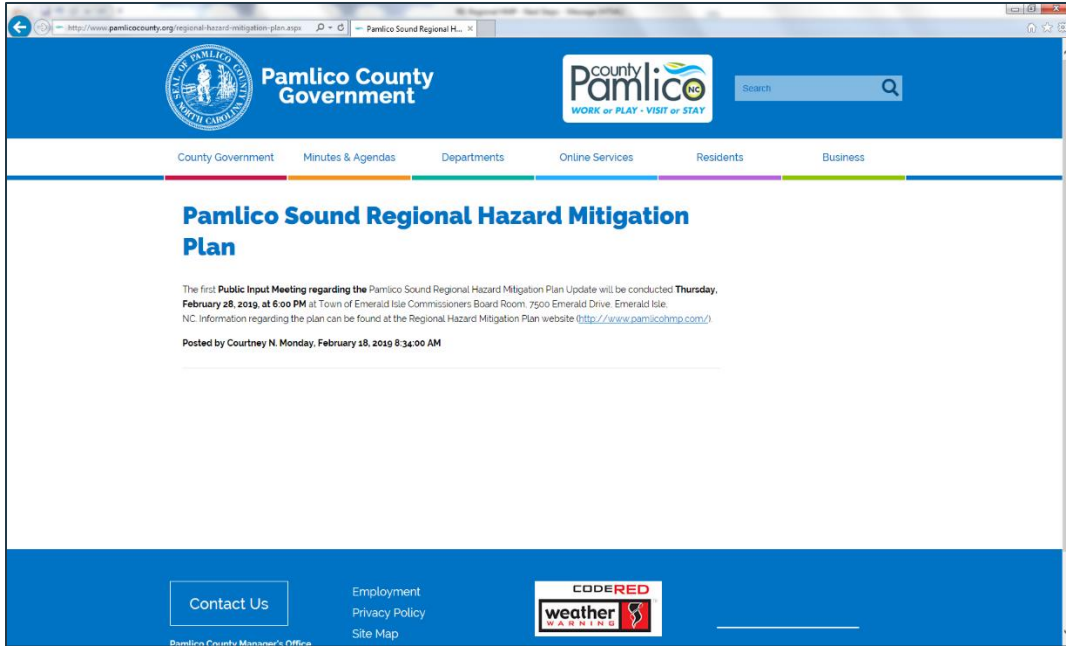 http://www.pamlicocounty.org/regional-hazard-mitigation-plan.aspx
Pamlico Sound Regional H...
SEAL OF PAMLICO COUNTY
NORTH CAROLINA
Pamlico County
Government
county
Pamlico
NC
WORK or PLAY - VISIT or STAY
Search
County Government
Minutes & Agendas
Departments
Online Services
Residents
Business
Pamlico Sound Regional Hazard Mitigation
Plan
The first Public Input Meeting regarding the Pamlico Sound Regional Hazard Mitigation Plan Update will be conducted Thursday,
February 28, 2019, at 6:00 PM at Town of Emerald Isle Commissioners Board Room, 7500 Emerald Drive, Emerald Isle,
NC. Information regarding the plan can be found at the Regional Hazard Mitigation Plan website (http://www.pamlicohmp.com/).
Posted by Courtney N. Monday, February 18, 2019 8:34:00 AM
Contact Us
Employment
Privacy Policy
Site Map
CODERED
weather
WARNING
Pamlico County Manager's Office